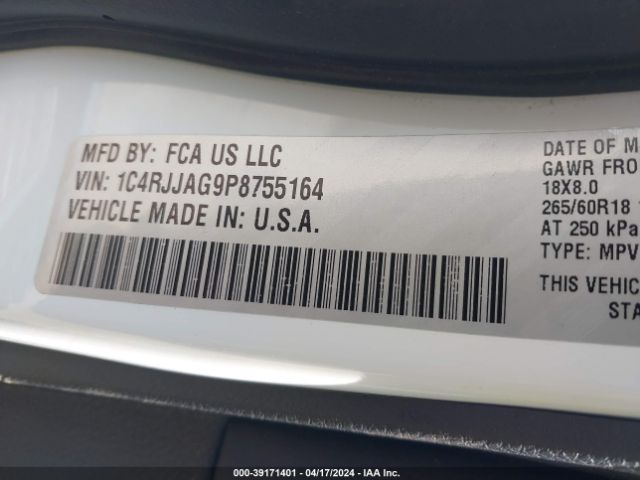 MFD BY: FCA US LLC
VIN: 1C4RJJAG9P8755164
VEHICLE MADE IN: U.S.A.
DATE OF M
GAWR FRO
18X8.0
265/60R18
AT 250 kPa
TYPE: MPV
THIS VEHIC
STA
000-39171401 | 04/17/2024 - IAA Inc.